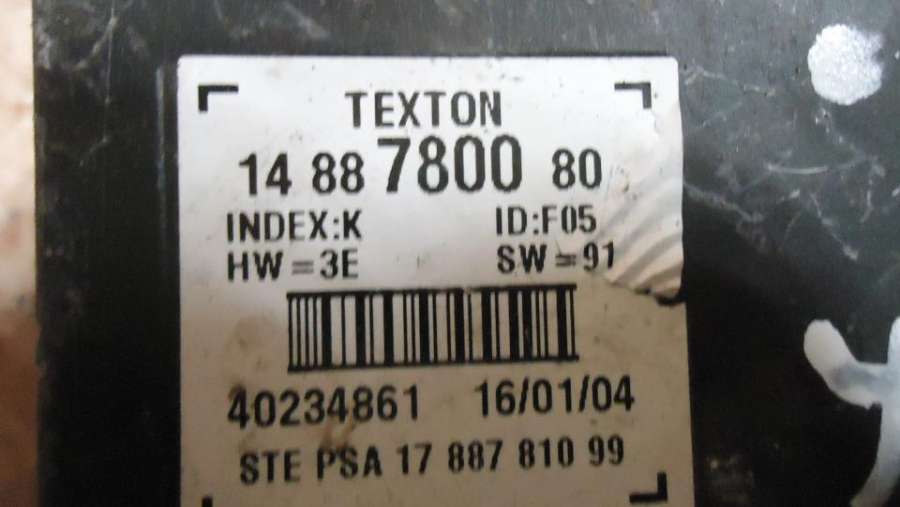 TEXTON
14 88 7800 80
INDEX:K ID:F05
HW=3E SW=91
40234861 16/01/04
STE PSA 17 887 810 99